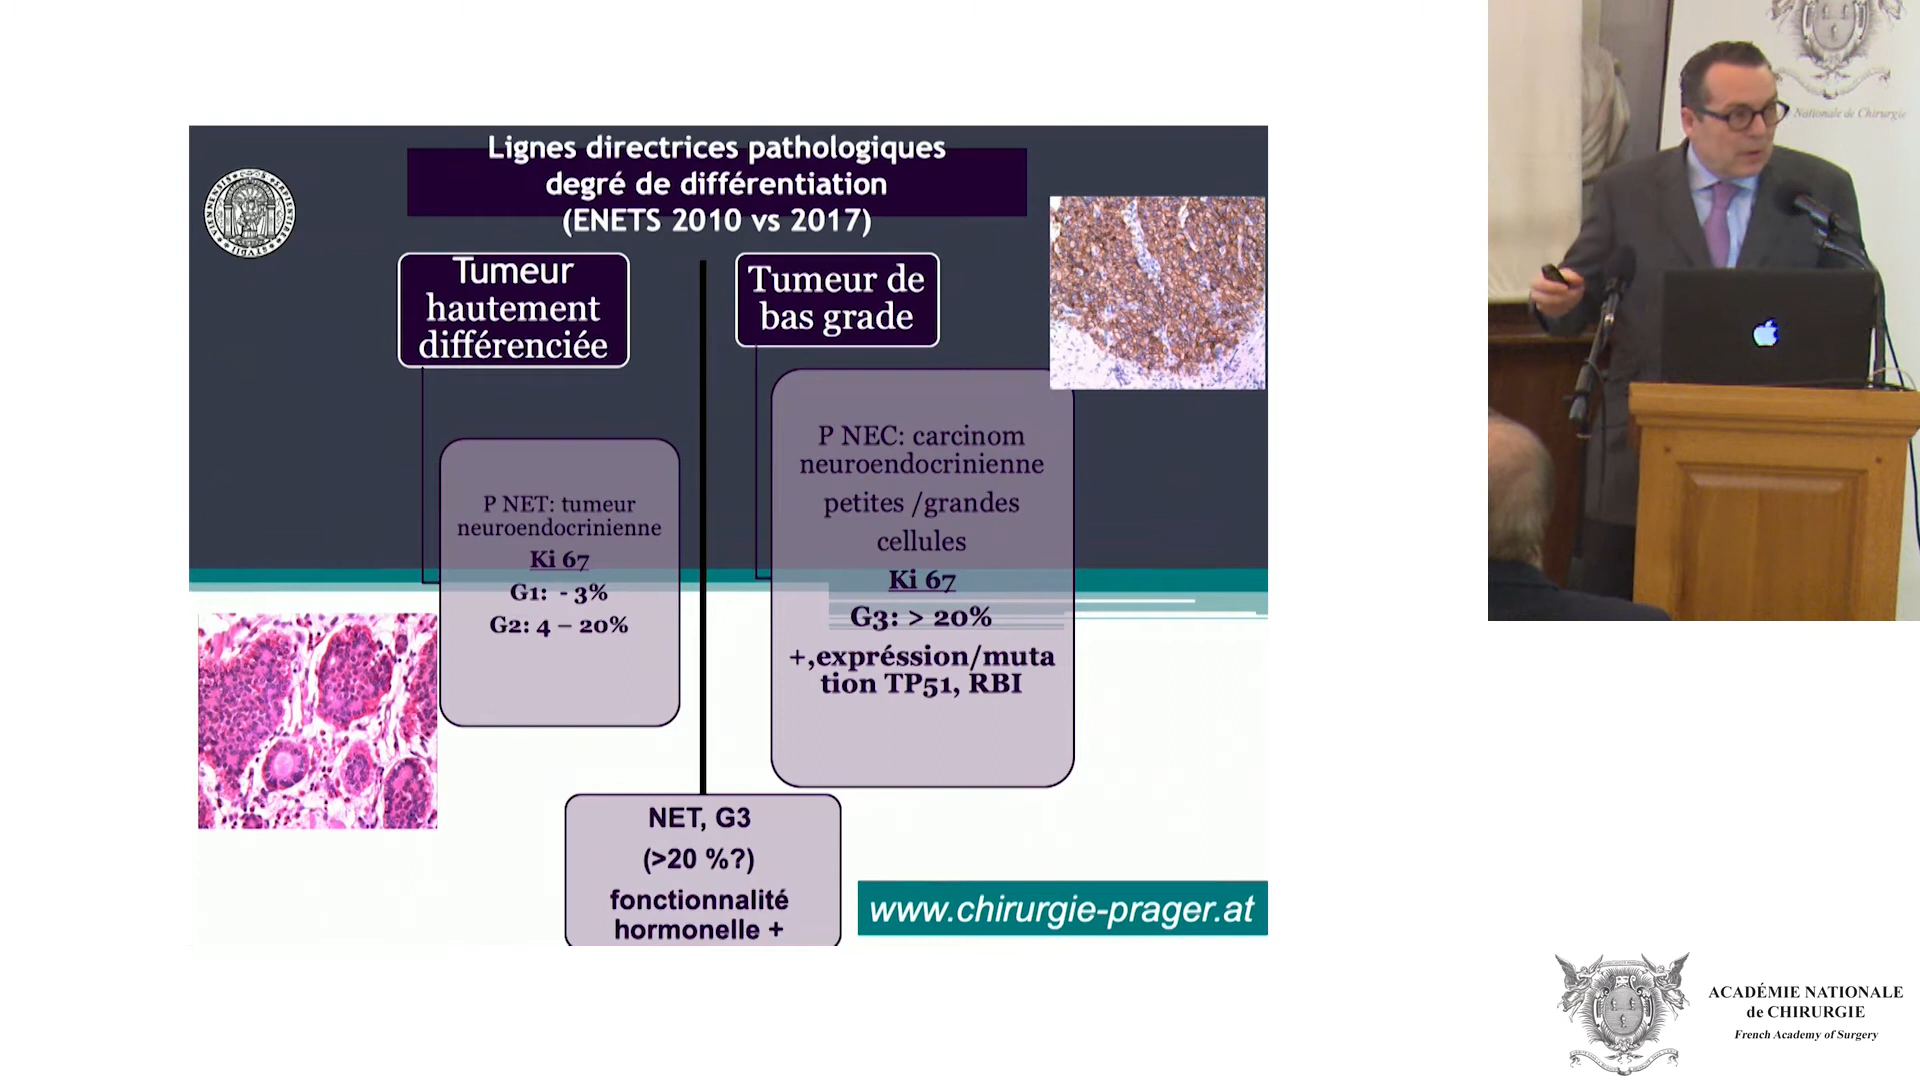 Lignes directrices pathologiques
degré de différentiation
(ENETS 2010 vs 2017)
Tumeur
hautement
différenciée
P NET: tumeur
neuroendocrinienne
Ki 67
G1:  - 3%
G2: 4 – 20%
Tumeur de
bas grade
P NEC: carcinom
neuroendocrinienne
petites /grandes
cellules
Ki 67
G3: > 20%
+,expréssion/muta
tion TP51, RBI
NET, G3
(>20 %?)
fonctionnalité
hormonelle +
www.chirurgie-prager.at
Nationale de Chirurgie
ACADÉMIE NATIONALE
de CHIRURGIE
French Academy of Surgery